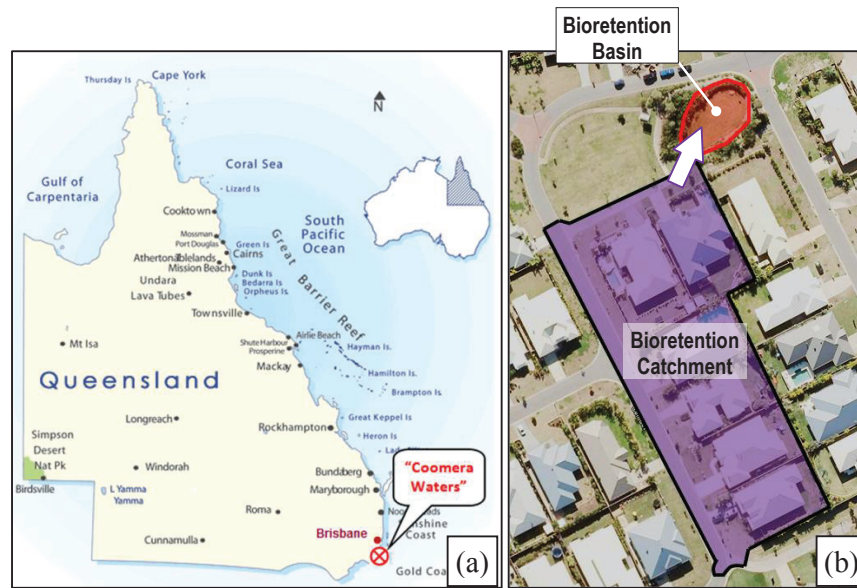 Thursday Is
Cape York
N
Coral Sea
Gulf of
Carpentaria
Lizard Is
Cooktown
South
Pacific
Ocean
Mossman
Port Douglas
Green Is
Cairns
Atherton
Tablelands
Mission Beach
Great Barrier Reef
Undara
Lava Tubes
Dunk Is
Bedarra Is
Orpheus Is.
Townsville
Airlie Beach
Shute Harbour
Prosperine
Hayman Is.
Mt Isa
Mackay
Hamilton Is.
Queensland
Brampton Is.
Longreach
Great Keppel Is
Rockhampton
Heron Is
Simpson
Desert
Nat Pk
Windorah
Bundaberg
"Coomera
Waters"
Birdsville
L Yamma
Yamma
Maryborough
Roma
Brisbane
Coast
Cunnamulla
Gold Coa
(a)
Bioretention
Basin
Bioretention
Catchment
(b)